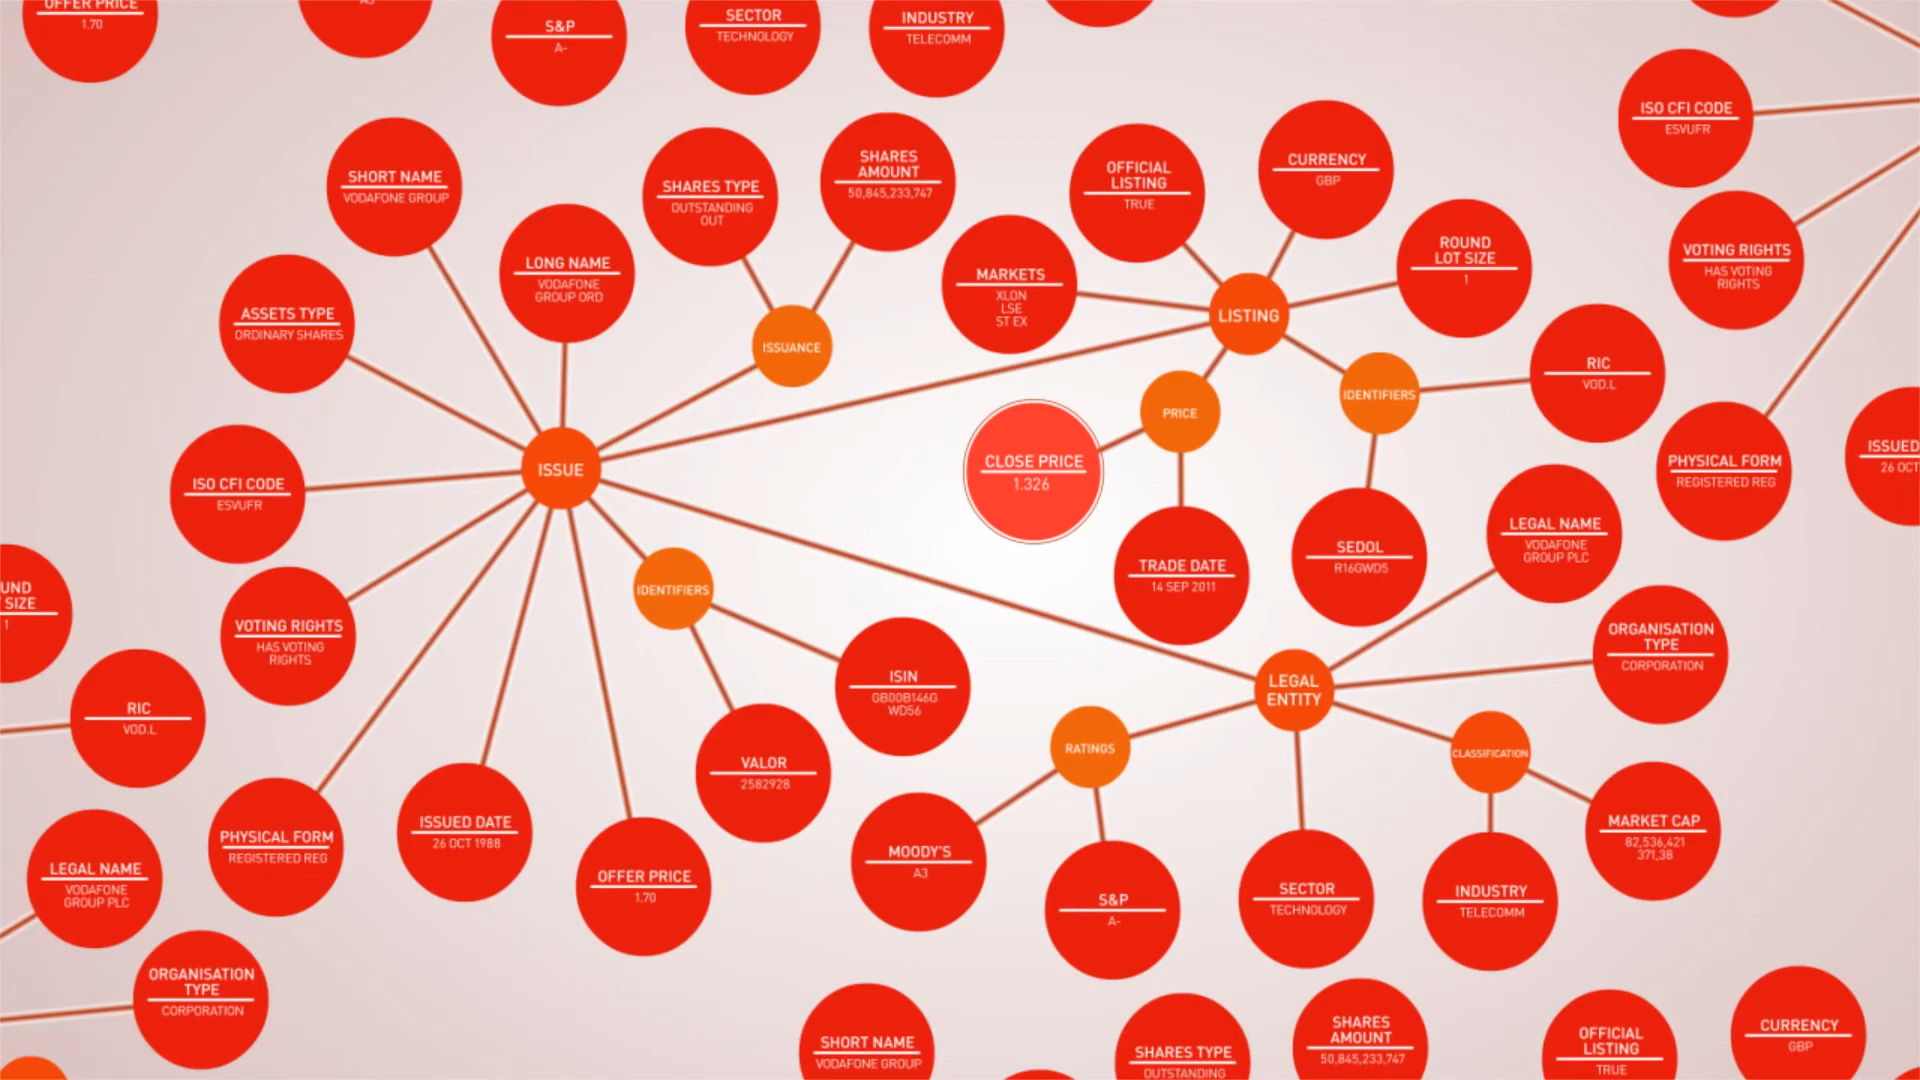 OFFER PRICE
1.70
S&P
A-
SECTOR
TECHNOLOGY
INDUSTRY
TELECOMM
ISO CFI CODE
ESVUFR
SHORT NAME
VODAFONE GROUP
SHARES TYPE
OUTSTANDING
OUT
SHARES
AMOUNT
50,845,233,747
OFFICIAL
LISTING
TRUE
CURRENCY
GBP
LONG NAME
VODAFONE
GROUP ORD
MARKETS
XLON
LSE
ST EX
ROUND
LOT SIZE
1
VOTING RIGHTS
HAS VOTING
RIGHTS
ASSETS TYPE
ORDINARY SHARES
ISSUANCE
LISTING
RIC
VOD.L
PRICE
IDENTIFIERS
ISSUE
CLOSE PRICE
1.326
PHYSICAL FORM
REGISTERED REG
ISSUED
26 OCT
ISO CFI CODE
ESVUFR
LEGAL NAME
VODAFONE
GROUP PLC
TRADE DATE
14 SEP 2011
SEDOL
R16GWD5
IDENTIFIERS
UND
SIZE
1
VOTING RIGHTS
HAS VOTING
RIGHTS
ORGANISATION
TYPE
CORPORATION
ISIN
GB00B146G
WD56
LEGAL
ENTITY
RIC
VOD.L
RATINGS
CLASSIFICATION
VALOR
2582928
PHYSICAL FORM
REGISTERED REG
ISSUED DATE
26 OCT 1988
MARKET CAP
82,536,421
371,38
LEGAL NAME
VODAFONE
GROUP PLC
OFFER PRICE
1.70
MOODY'S
A3
S&P
A-
SECTOR
TECHNOLOGY
INDUSTRY
TELECOMM
ORGANISATION
TYPE
CORPORATION
SHORT NAME
VODAFONE GROUP
SHARES TYPE
OUTSTANDING
SHARES
AMOUNT
50,845,233,747
OFFICIAL
LISTING
TRUE
CURRENCY
GBP